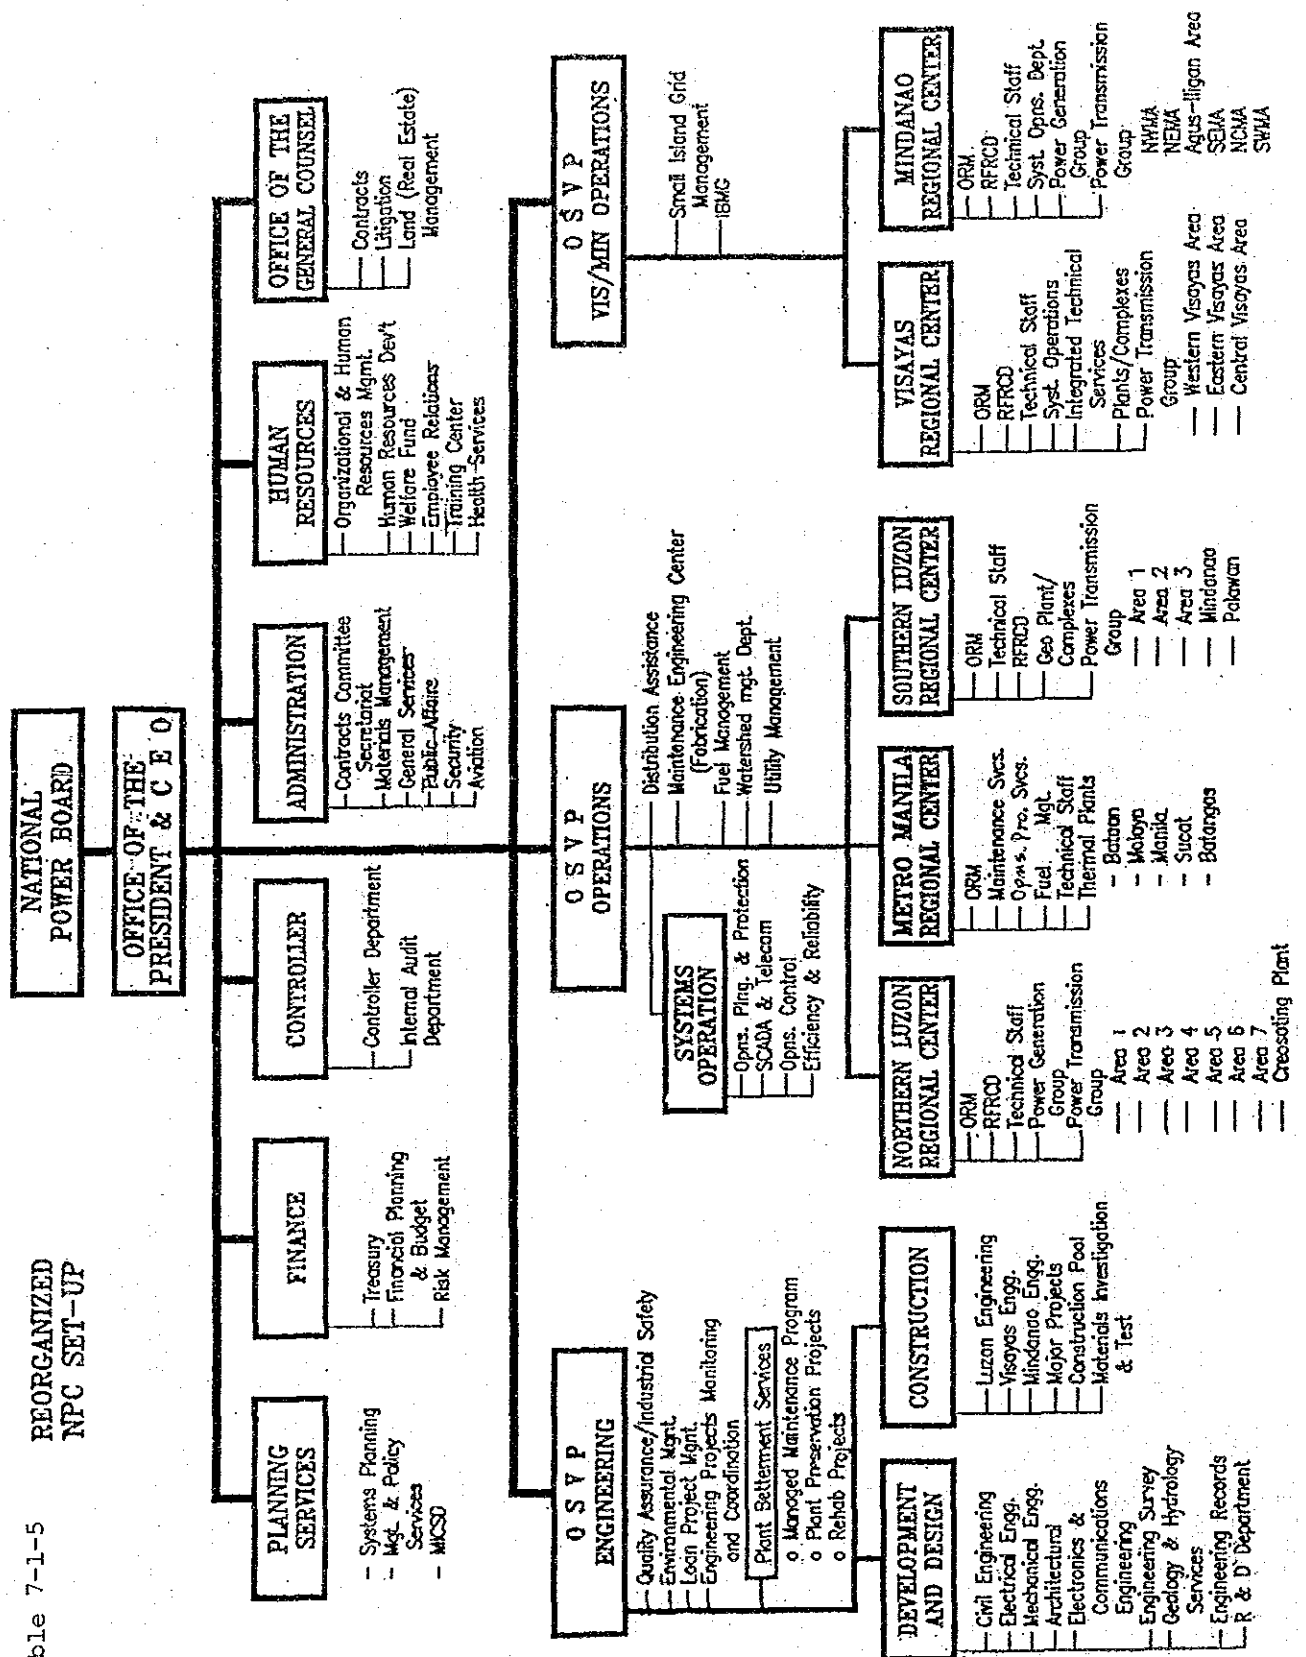 ble 7-1-5
REORGANIZED
NPC SET-UP
NATIONAL
POWER BOARD
OFFICE OF THE
PRESIDENT & C E O
PLANNING
SERVICES
- Systems Planning
- Mgt. & Policy
Services
- MICSD
FINANCE
Treasury
Financial Planning
& Budget
Risk Management
CONTROLLER
Controller Department
Internal Audit
Department
ADMINISTRATION
Contracts Committee
Secretariat
Materials Management
General Services
Public Affairs
Security
Aviation
HUMAN
RESOURCES
Organizational & Human
Resources Mgmt.
Human Resources Dev't
Welfare Fund
Employee Relations
Training Center
Health Services
OFFICE OF THE
GENERAL COUNSEL
Contracts
Litigation
Land (Real Estate)
Management
O S V P
ENGINEERING
Quality Assurance/Industrial Safety
Environmental Mgnt.
Loan Project Mgnt.
Engineering Projects Monitoring
and Coordination
Plant Betterment Services
o Managed Maintenance Program
o Plant Preservation Projects
o Rehab Projects
DEVELOPMENT
AND DESIGN
Civil Engineering
Electrical Engg.
Mechanical Engg.
Architectural
Electronics &
Communications
Engineering
Engineering Survey
Geology & Hydrology
Services
Engineering Records
R & D Department
CONSTRUCTION
Luzon Engineering
Visayas Engg.
Mindanao Engg.
Major Projects
Construction Pool
Materials Investigation
& Test
O S V P
OPERATIONS
Distribution Assistance
Maintenance Engineering Center
(Fabrication)
Fuel Management
Watershed mgt. Dept.
Utility Management
SYSTEMS
OPERATION
Opns. Plng. & Protection
SCADA & Telecom
Opns. Control
Efficiency & Reliability
NORTHERN LUZON
REGIONAL CENTER
ORM
RFRCD
Technical Staff
Power Generation
Group
Power Transmission
Group
— Area 1
— Area 2
— Area 3
— Area 4
— Area 5
— Area 6
— Area 7
— Creosoting Plant
METRO MANILA
REGIONAL CENTER
ORM
Maintenance Svcs.
Opns. Pro. Svcs.
Fuel Mgt.
Technical Staff
Thermal Plants
- Bataan
- Malaya
- Manila
- Sucat
- Batangas
SOUTHERN LUZON
REGIONAL CENTER
ORM
Technical Staff
RFRCD
Geo Plant/
Complexes
Power Transmission
Group
— Area 1
— Area 2
— Area 3
— Mindanao
— Palawan
O S V P
VIS/MIN OPERATIONS
Small Island Grid
Management
IBMG
VISAYAS
REGIONAL CENTER
ORM
RFRCD
Technical Staff
Syst. Operations
Integrated Technical
Services
Plants/Complexes
Power Transmission
Group
— Western Visayas Area
— Eastern Visayas Area
— Central Visayas Area
MINDANAO
REGIONAL CENTER
ORM
RFRCD
Technical Staff
Syst. Opns. Dept.
Power Generation
Group
Power Transmission
Group
NWMA
NEMA
Agus-Iligan Area
SEMA
NCMA
SWMA